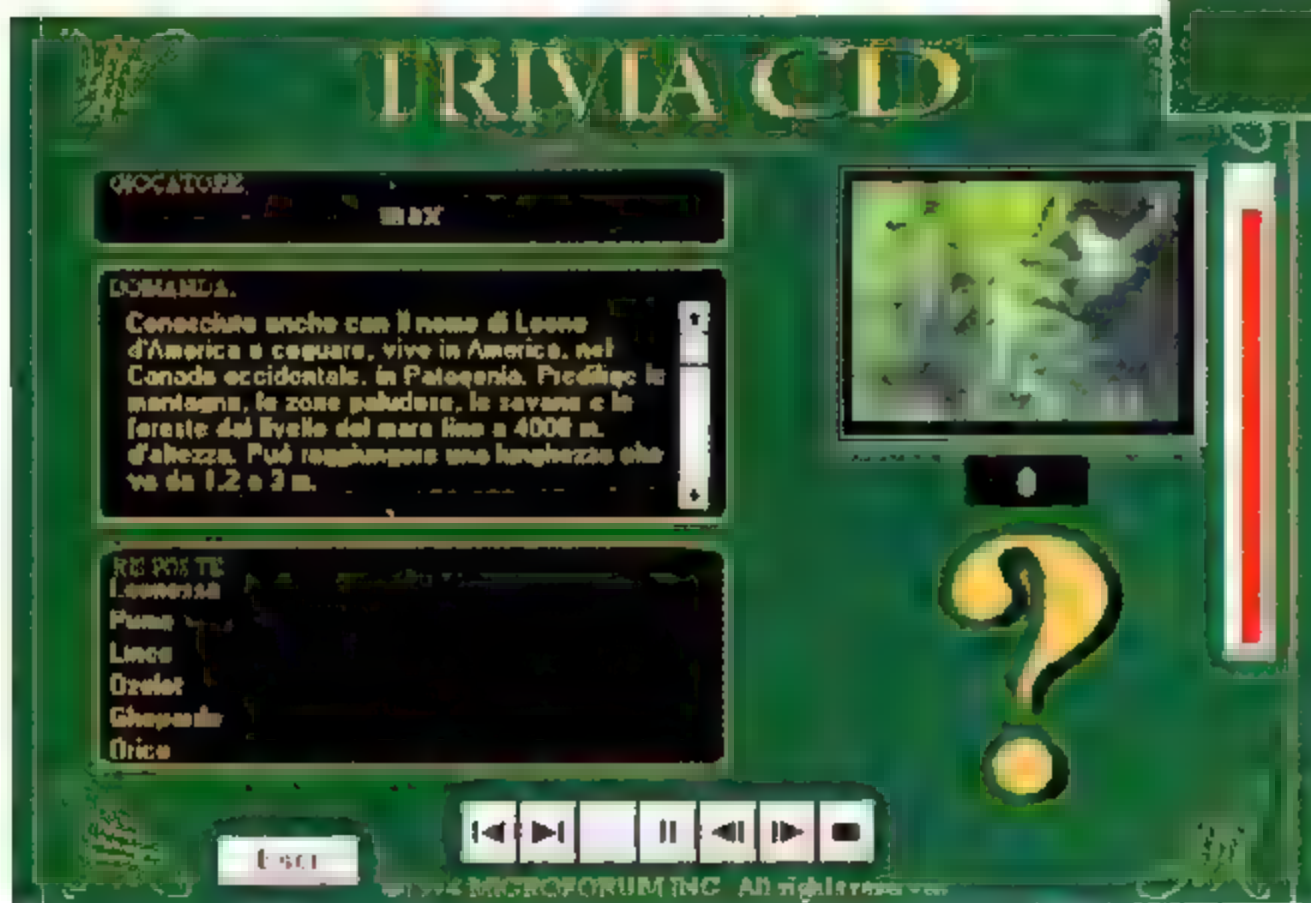 TRIVIA CD
GIOCATORE
max
DOMANDA
Conosciuto anche con il nome di Leone
d'America e coguaro, vive in America, nel
Canada occidentale, in Patagonia. Predilige le
montagne, le zone paludose, le savane e le
foreste dal livello del mare fino a 4000 m.
d'altezza. Può raggiungere una lunghezza che
va da 1.2 a 3 m.
0
RISPOSTE
Leonessa
Puma
Lince
Ozelot
Ghepardo
Orice
Esci
MICROFORUM INC All rights reserved